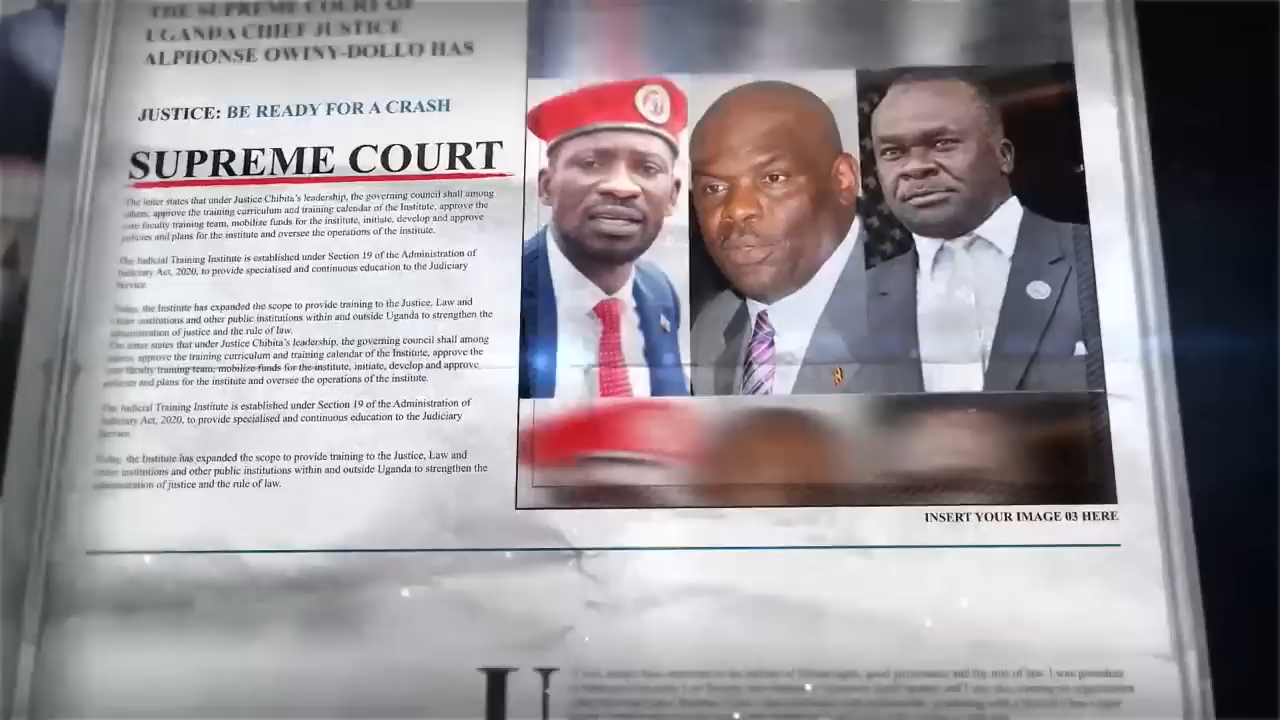 THE SUPREME COURT OF
UGANDA CHIEF JUSTICE
ALPHONSE OWINY-DOLLO HAS
JUSTICE: BE READY FOR A CRASH
SUPREME COURT
The letter states that under Justice Chibita's leadership, the governing council shall among
others, approve the training curriculum and training calendar of the Institute, approve the
faculty training team, mobilize funds for the institute, initiate, develop and approve
policies and plans for the institute and oversee the operations of the institute.
The Judicial Training Institute is established under Section 19 of the Administration of
Judiciary Act, 2020, to provide specialised and continuous education to the Judiciary
Service.
Today, the Institute has expanded the scope to provide training to the Justice, Law and
institutions and other public institutions within and outside Uganda to strengthen the
administration of justice and the rule of law.
The letter states that under Justice Chibita's leadership, the governing council shall among
others, approve the training curriculum and training calendar of the Institute, approve the
faculty training team, mobilize funds for the institute, initiate, develop and approve
policies and plans for the institute and oversee the operations of the institute.
The Judicial Training Institute is established under Section 19 of the Administration of
Judiciary Act, 2020, to provide specialised and continuous education to the Judiciary
Service.
Today, the Institute has expanded the scope to provide training to the Justice, Law and
institutions and other public institutions within and outside Uganda to strengthen the
administration of justice and the rule of law.
INSERT YOUR IMAGE 03 HERE